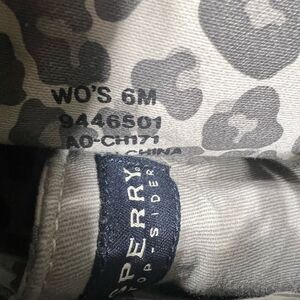 WO'S 6M
9446501
AO-CH171
CHINA
SPERRY
TOP-SIDER